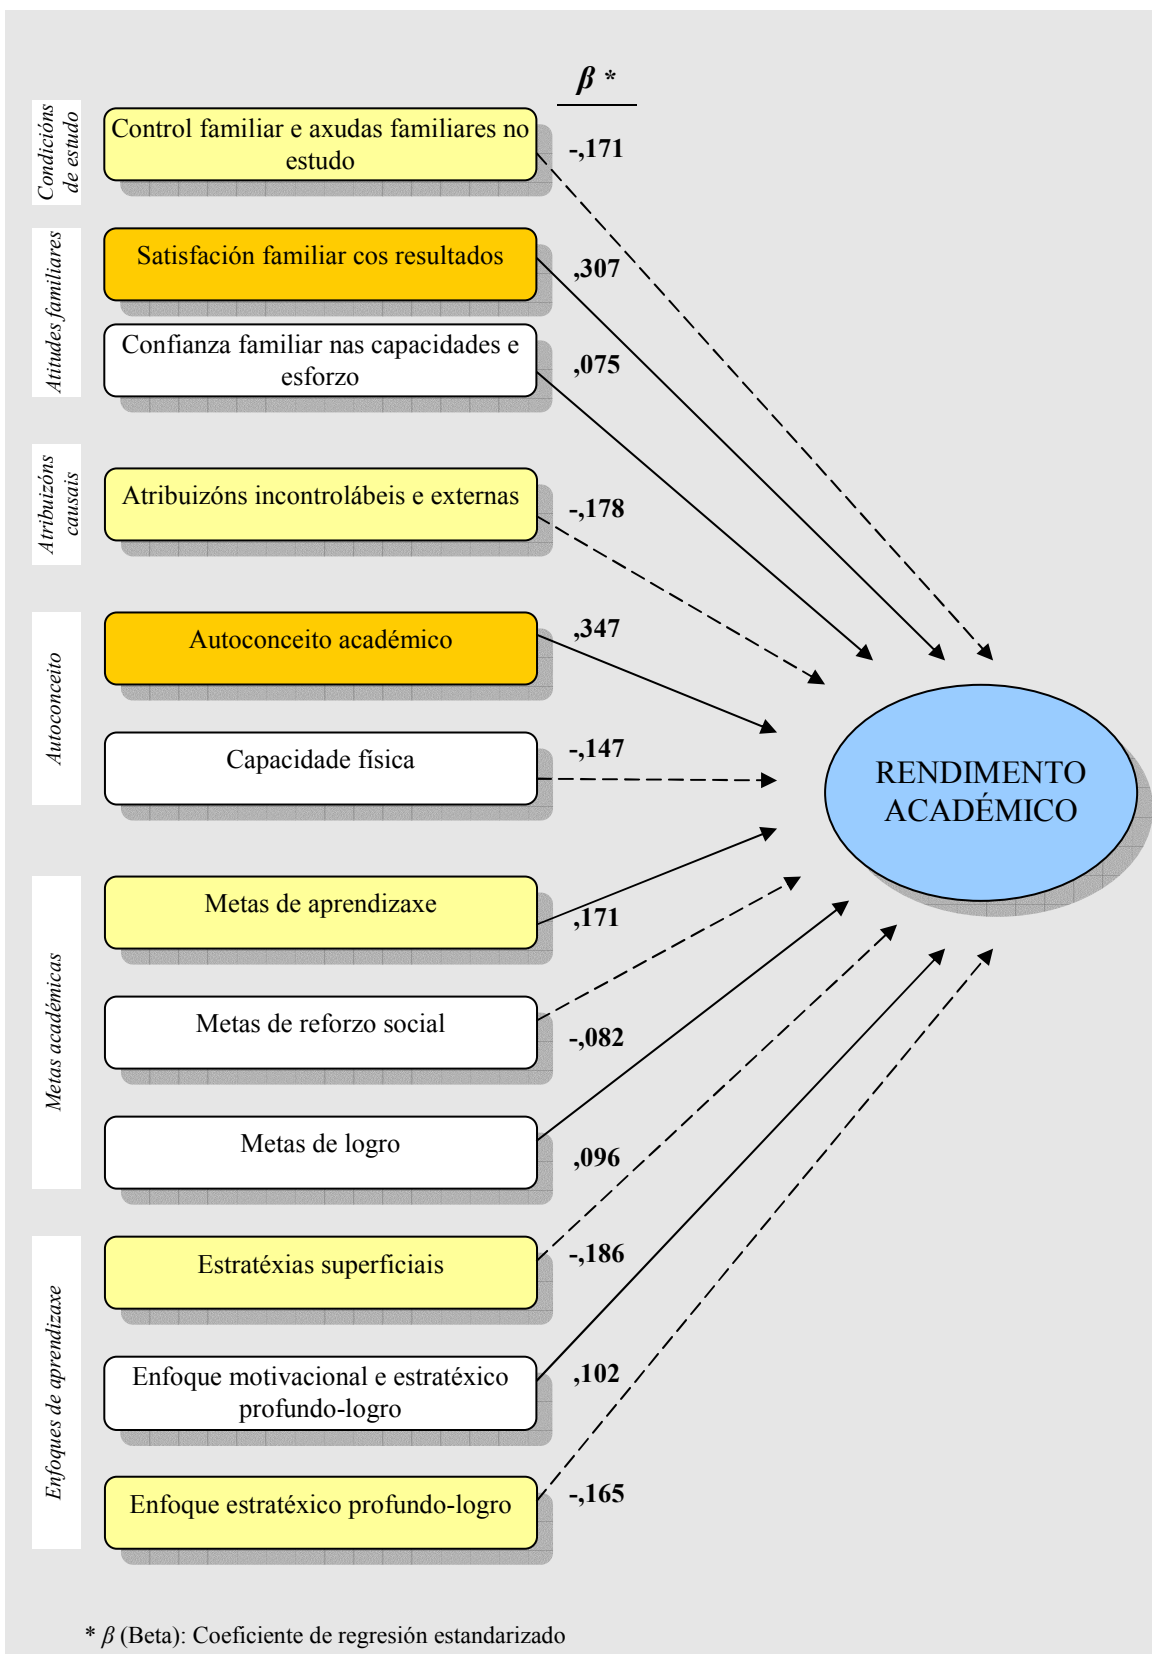 β *
Condicións
de estudo
Control familiar e axudas familiares no
estudo
-,171
Atitudes familiares
Satisfación familiar cos resultados
,307
Confianza familiar nas capacidades e
esforzo
,075
Atribuizóns
causais
Atribuizóns incontrolábeis e externas
-,178
Autoconceito
Autoconceito académico
,347
Capacidade física
-,147
RENDIMENTO
ACADÉMICO
Metas académicas
Metas de aprendizaxe
,171
Metas de reforzo social
-,082
Metas de logro
,096
Enfoques de aprendizaxe
Estratéxias superficiais
-,186
Enfoque motivacional e estratéxico
profundo-logro
,102
Enfoque estratéxico profundo-logro
-,165
* β (Beta): Coeficiente de regresión estandarizado